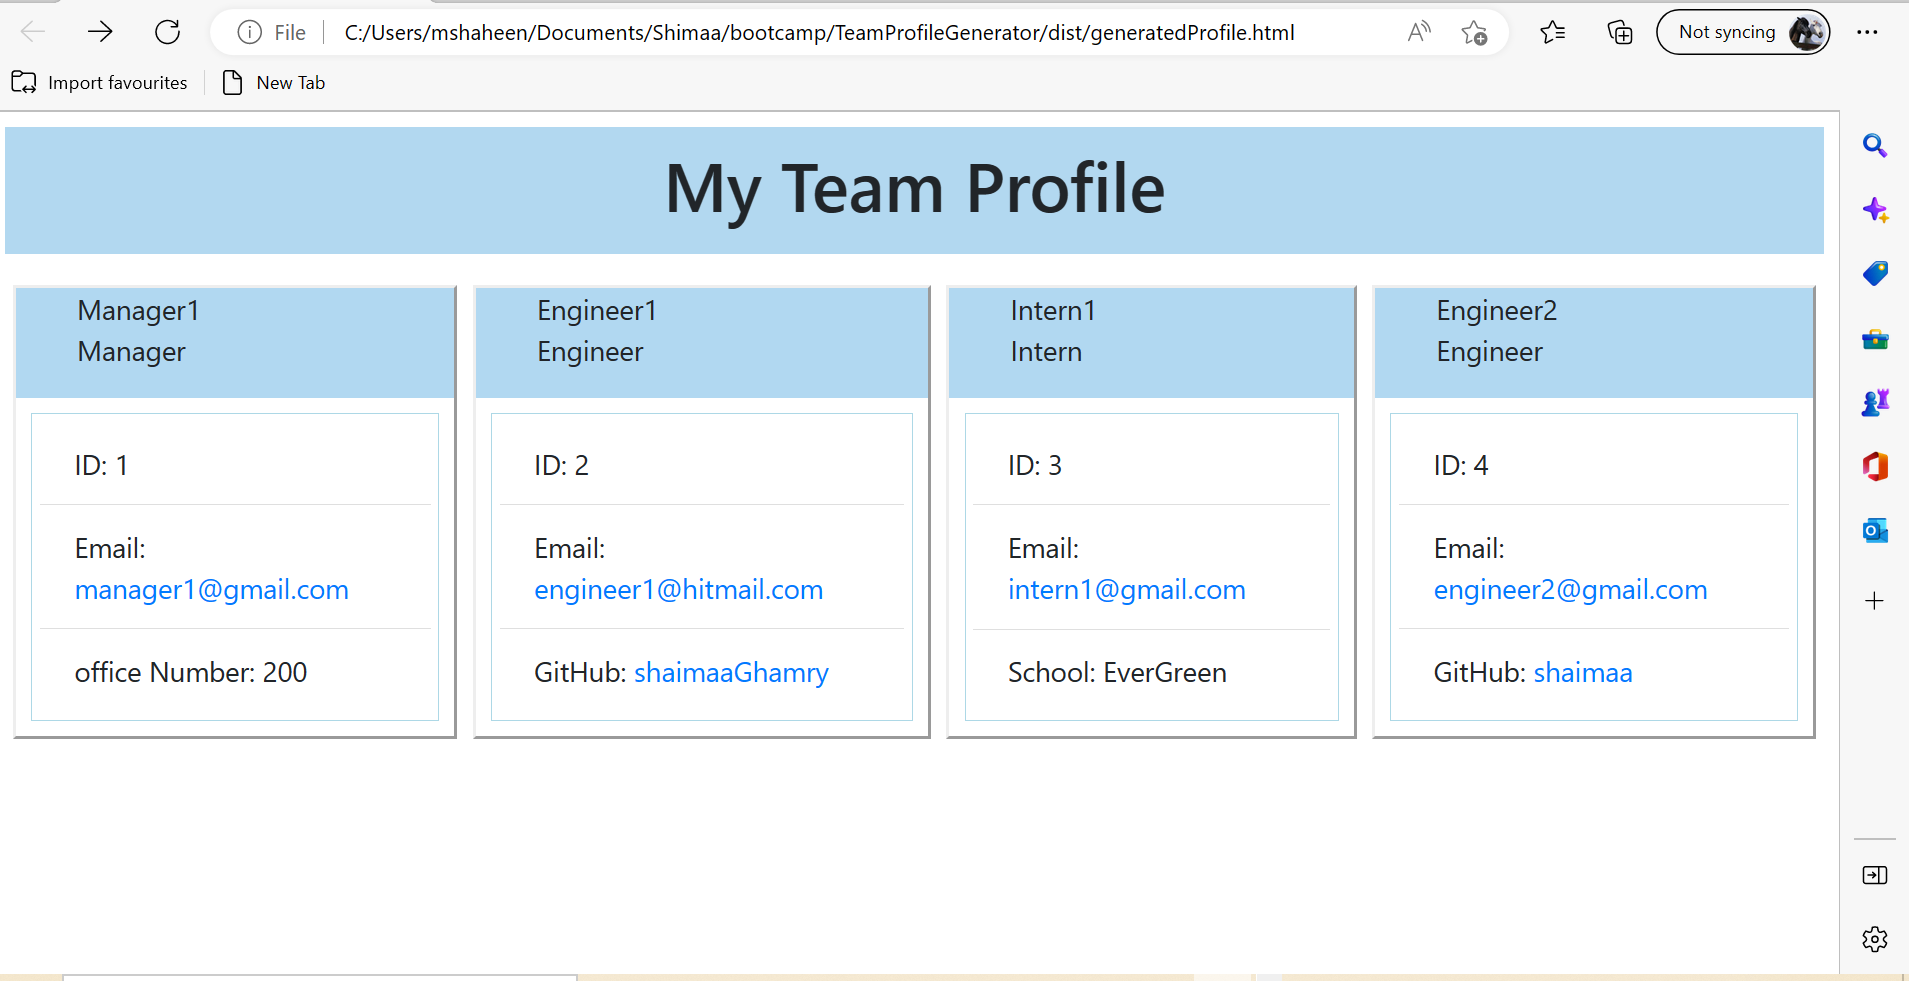 File
C:/Users/mshaheen/Documents/Shimaa/bootcamp/TeamProfileGenerator/dist/generatedProfile.html
Not syncing
Import favourites
New Tab
My Team Profile
Manager1
Manager
ID: 1
Email:
manager1@gmail.com
office Number: 200
Engineer1
Engineer
ID: 2
Email:
engineer1@hitmail.com
GitHub: shaimaaGhamry
Intern1
Intern
ID: 3
Email:
intern1@gmail.com
School: EverGreen
Engineer2
Engineer
ID: 4
Email:
engineer2@gmail.com
GitHub: shaimaa